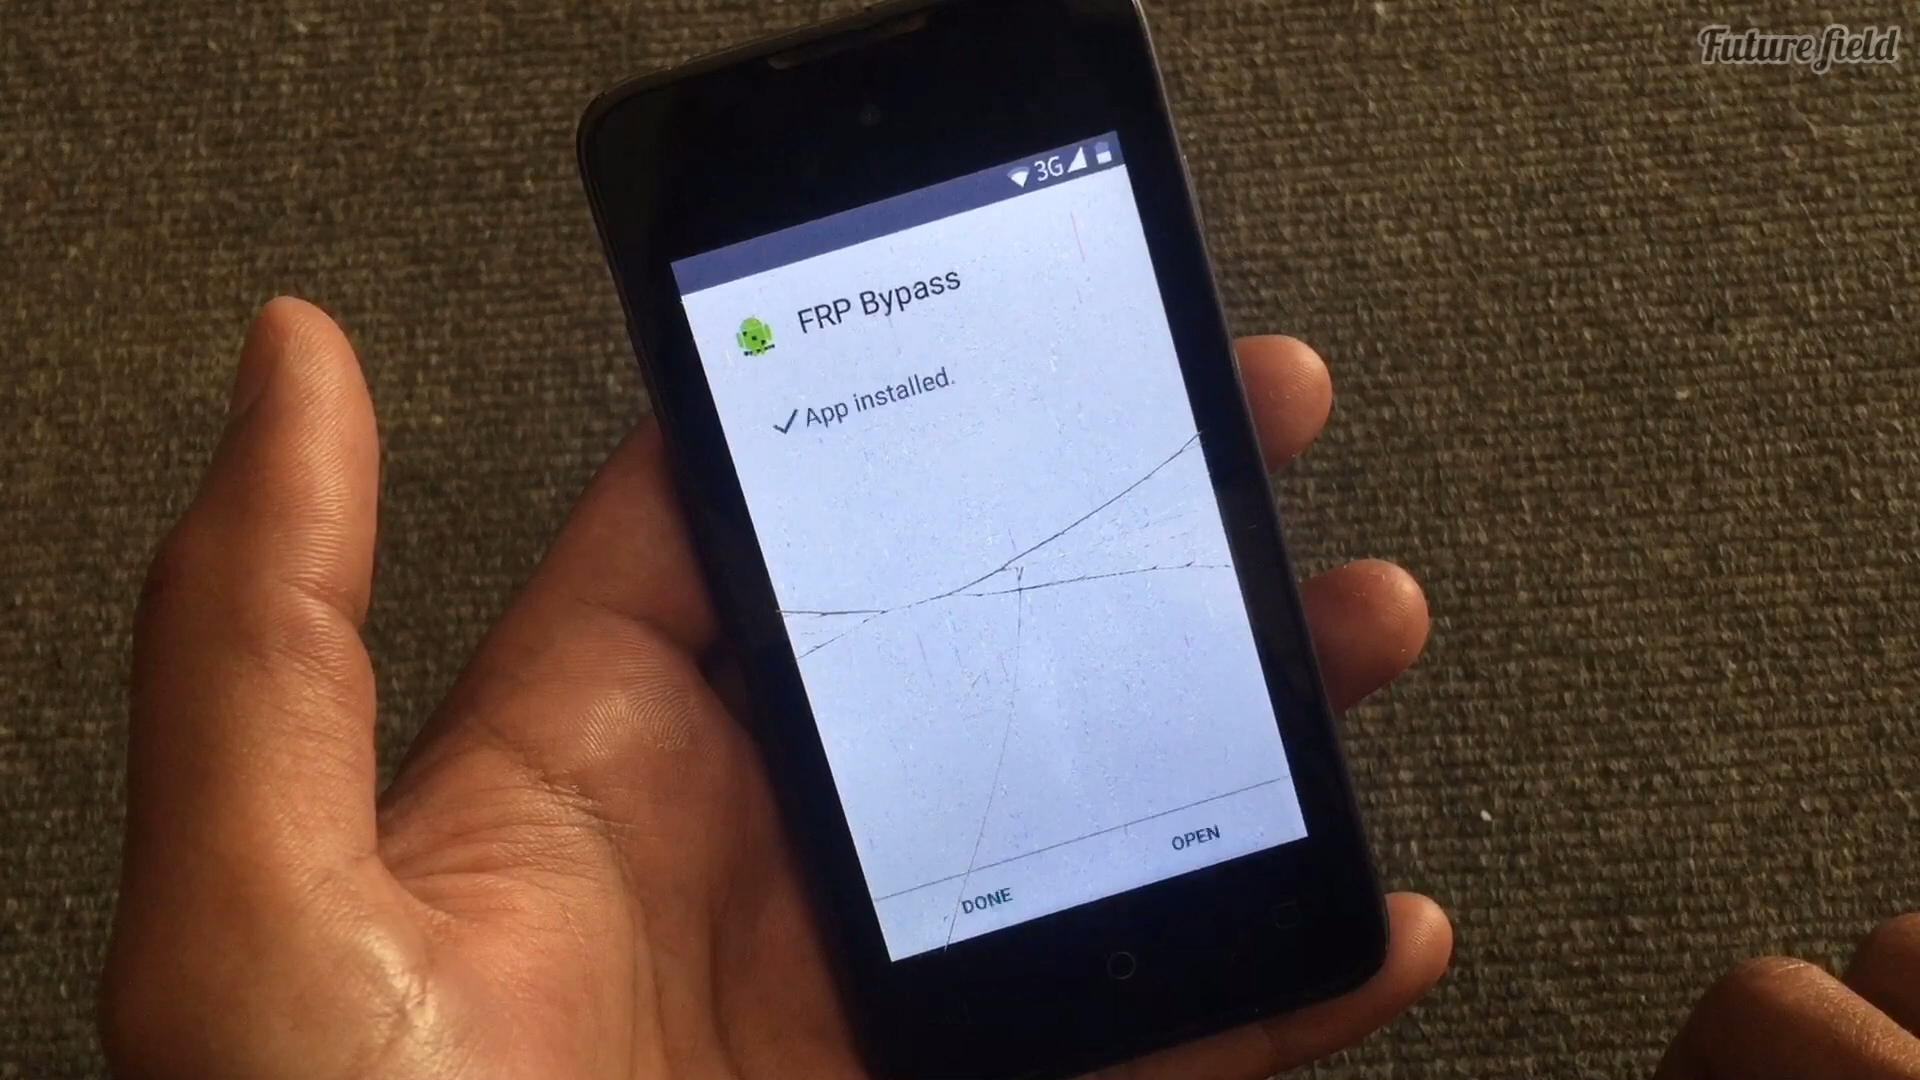 Future field
3G
FRP Bypass
App installed.
OPEN
DONE